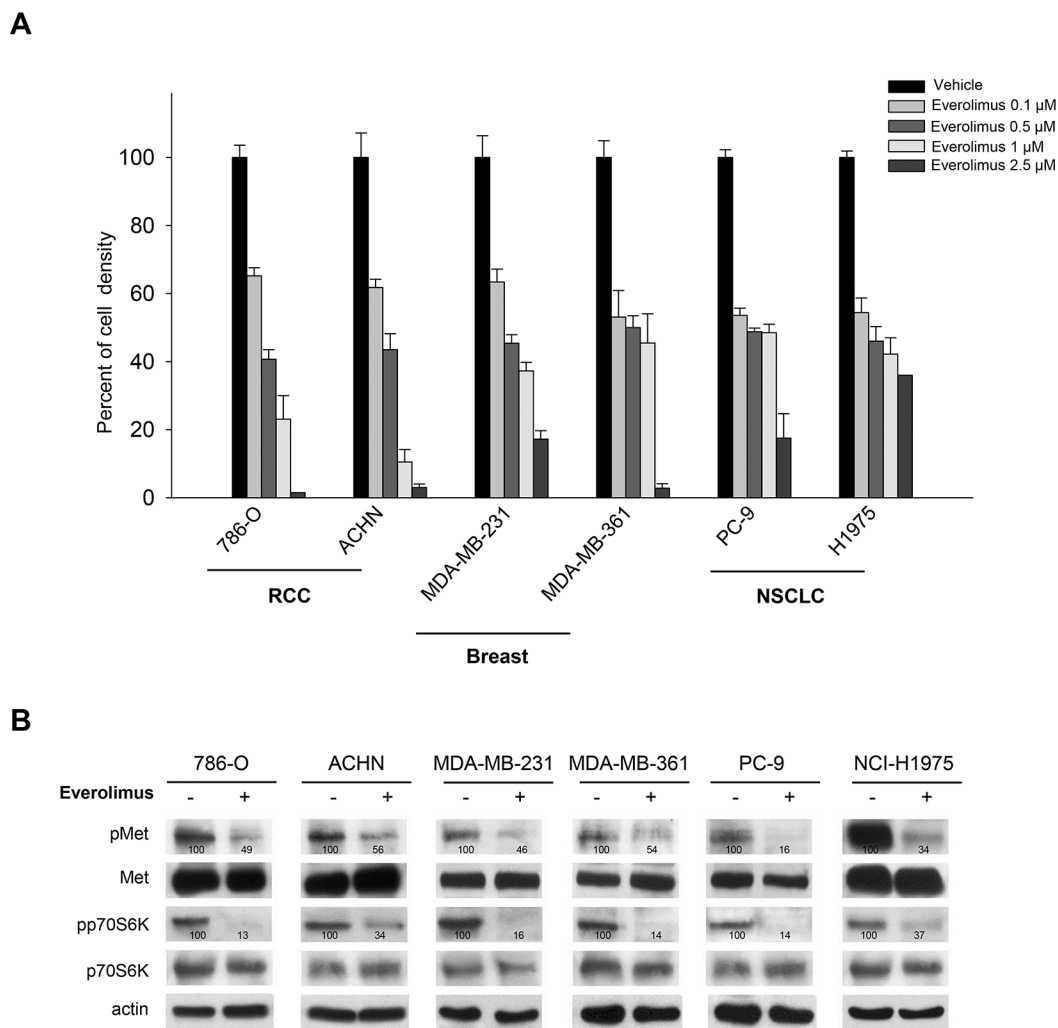 A
Vehicle
Everolimus 0.1 µM
Everolimus 0.5 µM
Everolimus 1 µM
Everolimus 2.5 µM
Percent of cell density
100
80
60
40
20
0
786-O
ACHN
MDA-MB-231
MDA-MB-361
PC-9
H1975
RCC
NSCLC
Breast
B
786-O ACHN MDA-MB-231 MDA-MB-361 PC-9 NCI-H1975
Everolimus - + - + - + - + - + - +
pMet
100 49 100 56 100 46 100 54 100 16 100 34
Met
pp70S6K
100 13 100 34 100 16 100 14 100 14 100 37
p70S6K
actin